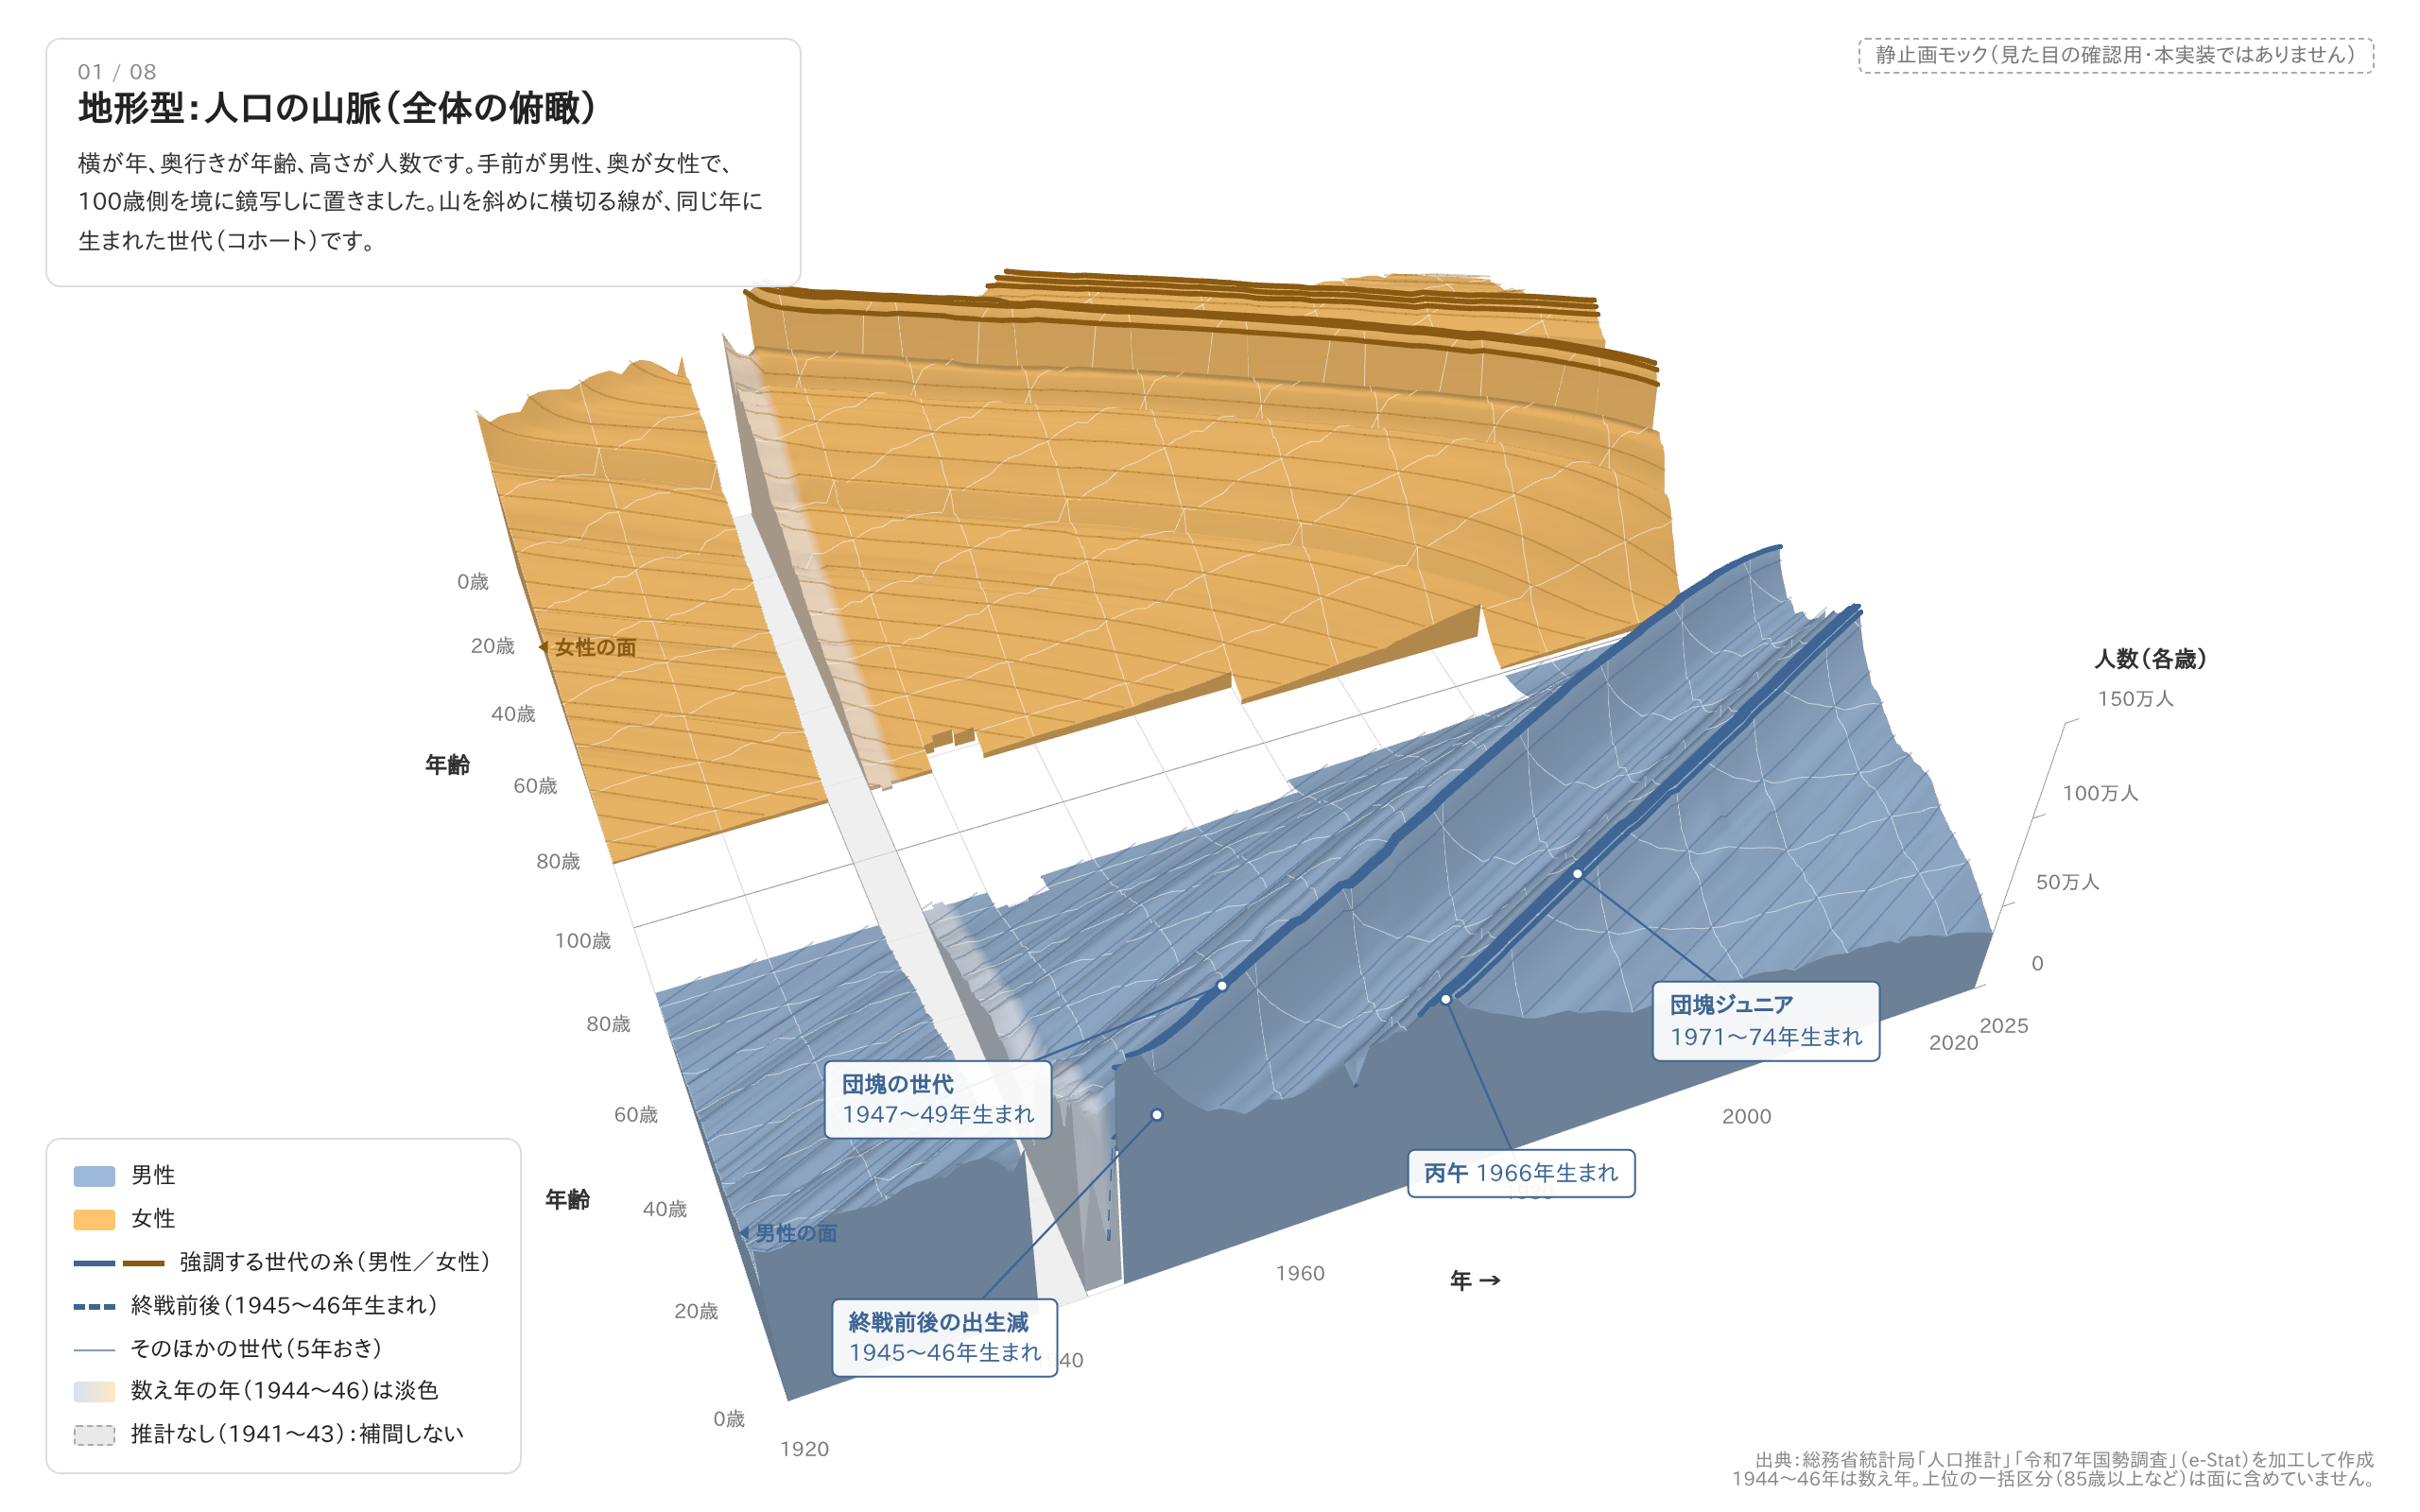 01 / 08
地形型：人口の山脈（全体の俯瞰）
横が年、奥行きが年齢、高さが人数です。手前が男性、奥が女性で、
100歳側を境に鏡写しに置きました。山を斜めに横切る線が、同じ年に
生まれた世代（コホート）です。
静止画モック（見た目の確認用・本実装ではありません）
0歳
20歳
◀ 女性の面
40歳
年齢
60歳
80歳
100歳
80歳
60歳
年齢
40歳
◀ 男性の面
20歳
0歳
人数（各歳）
150万人
100万人
50万人
0
2025
2020
2000
1960
年 →
40
1920
団塊ジュニア
1971～74年生まれ
団塊の世代
1947～49年生まれ
丙午 1966年生まれ
終戦前後の出生減
1945～46年生まれ
男性
女性
強調する世代の糸（男性／女性）
終戦前後（1945～46年生まれ）
そのほかの世代（5年おき）
数え年の年（1944～46）は淡色
推計なし（1941～43）：補間しない
出典：総務省統計局「人口推計」「令和7年国勢調査」（e-Stat）を加工して作成
1944～46年は数え年。上位の一括区分（85歳以上など）は面に含めていません。